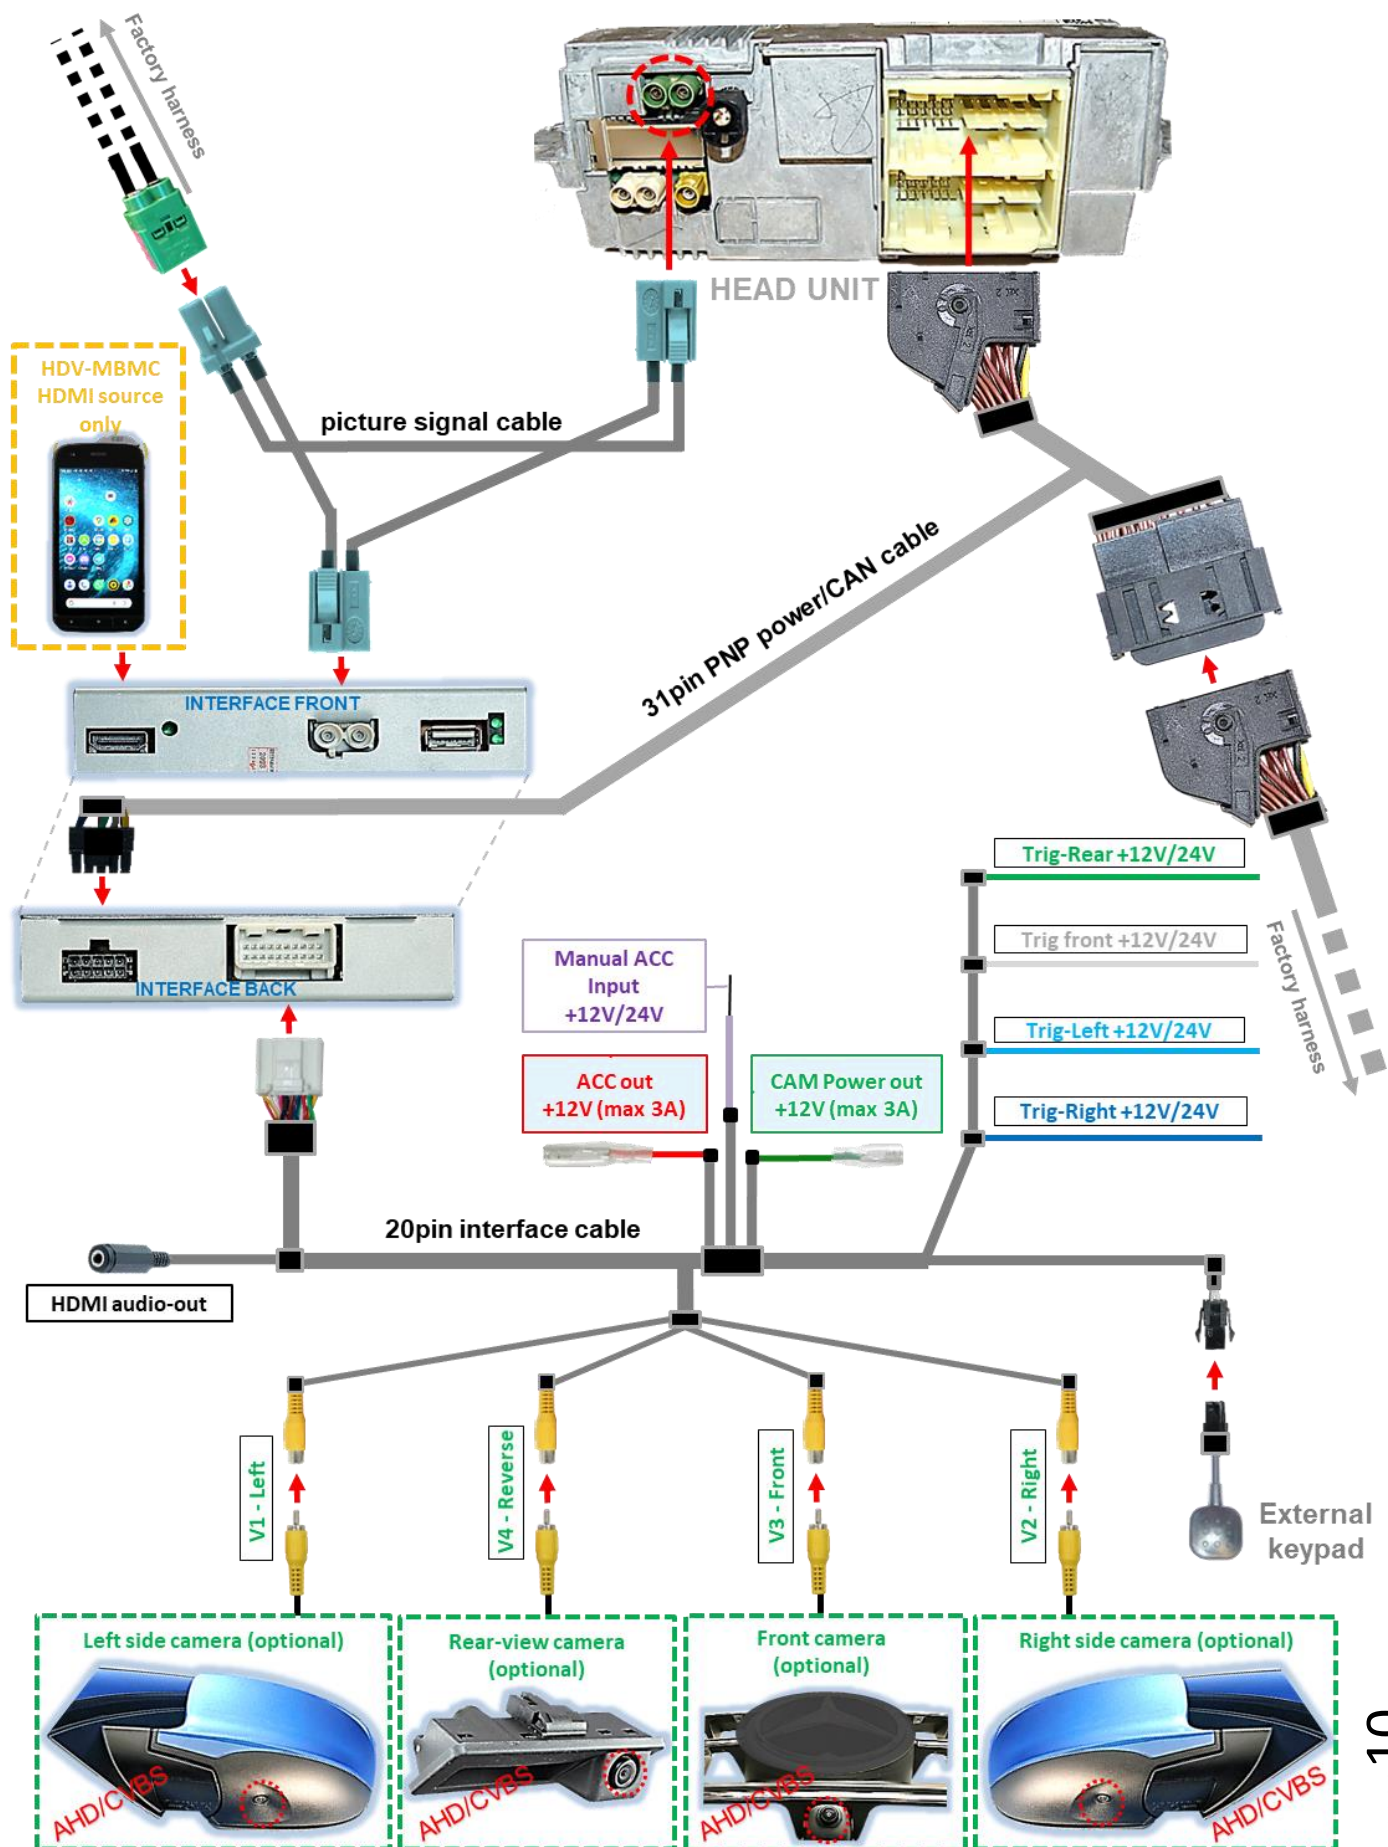 Factory harness
HEAD UNIT
HDV-MBMC
HDMI source
only
picture signal cable
31pin PNP power/CAN cable
INTERFACE FRONT
Trig-Rear +12V/24V
Trig front +12V/24V
Trig-Left +12V/24V
Trig-Right +12V/24V
Factory harness
INTERFACE BACK
Manual ACC
Input
+12V/24V
ACC out
+12V (max 3A)
CAM Power out
+12V (max 3A)
20pin interface cable
HDMI audio-out
V1 - Left
V4 - Reverse
V3 - Front
V2 - Right
External
keypad
Left side camera (optional)
Rear-view camera
(optional)
Front camera
(optional)
Right side camera (optional)
AHD/CVBS
AHD/CVBS
AHD/CVBS
AHD/CVBS
10